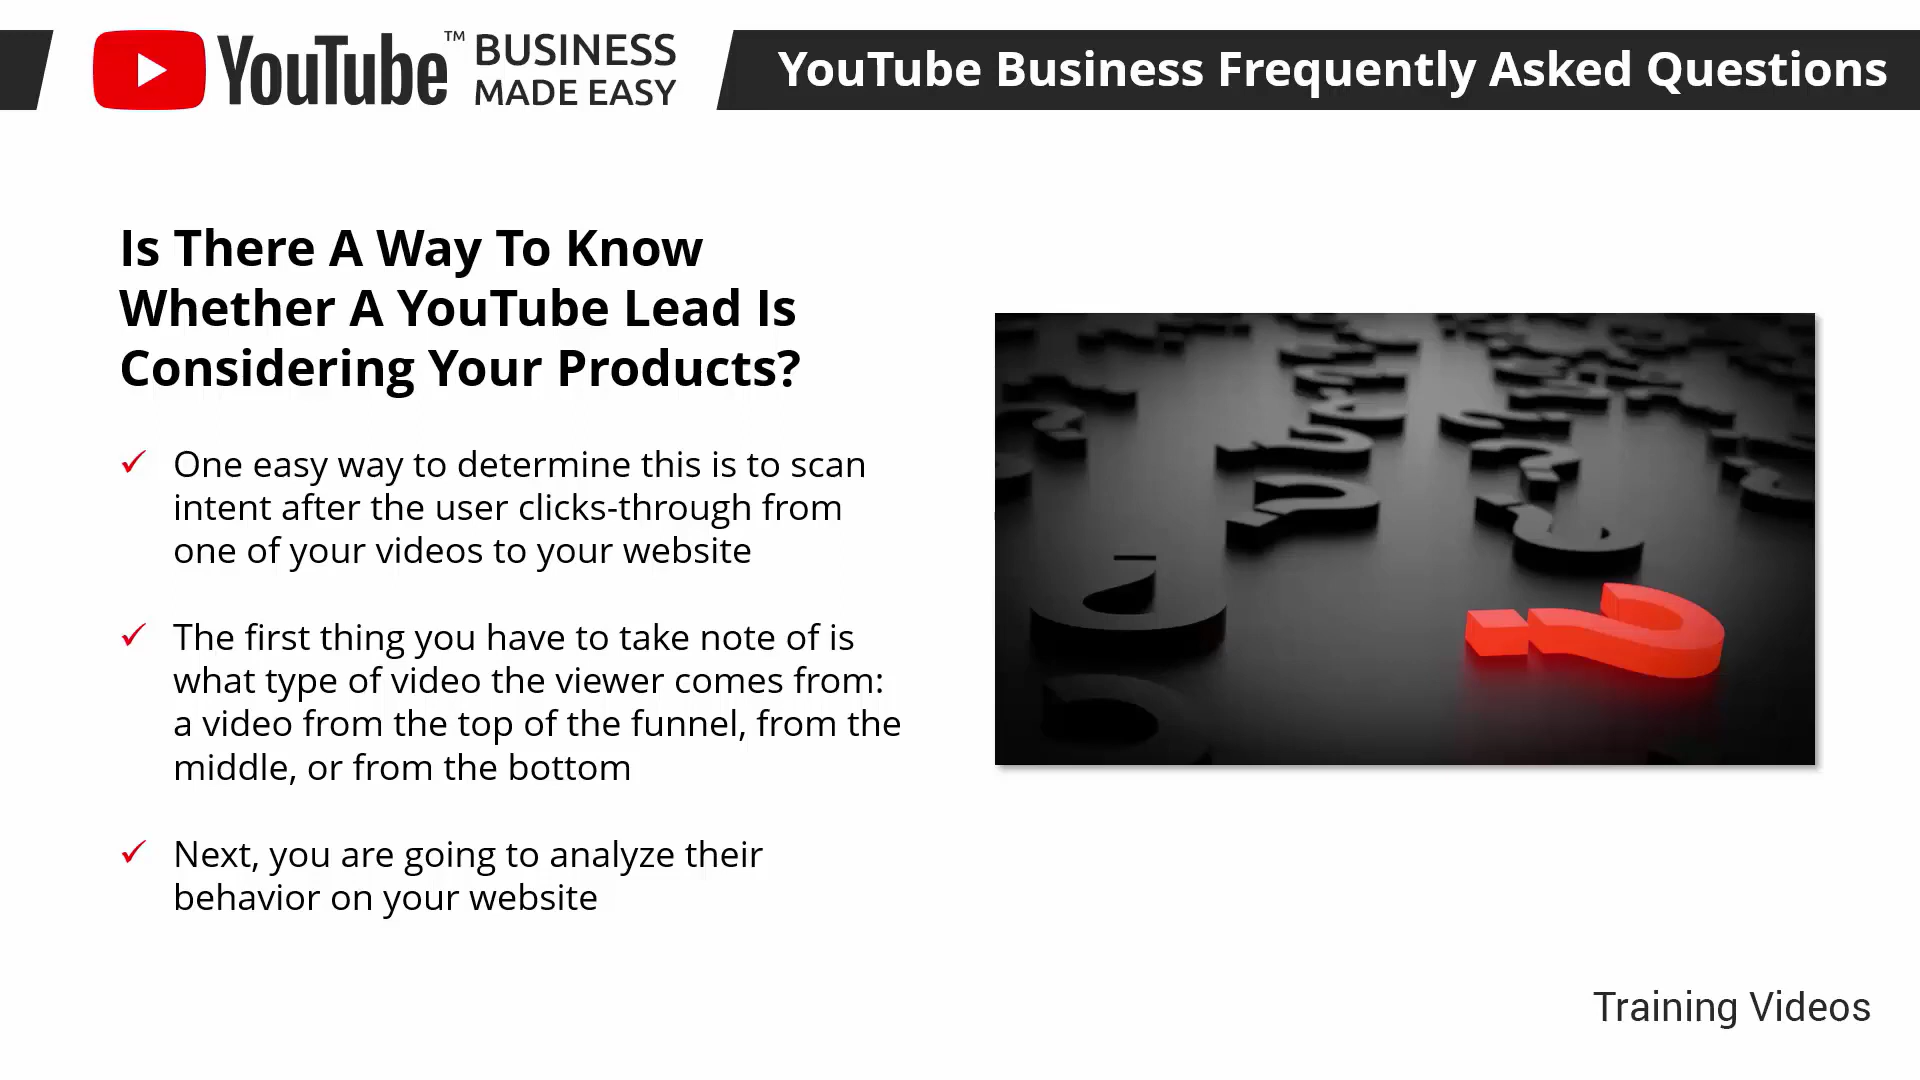 YouTube™ BUSINESS
MADE EASY
YouTube Business Frequently Asked Questions
Is There A Way To Know
Whether A YouTube Lead Is
Considering Your Products?
✓ One easy way to determine this is to scan
intent after the user clicks-through from
one of your videos to your website
✓ The first thing you have to take note of is
what type of video the viewer comes from:
a video from the top of the funnel, from the
middle, or from the bottom
✓ Next, you are going to analyze their
behavior on your website
Training Videos